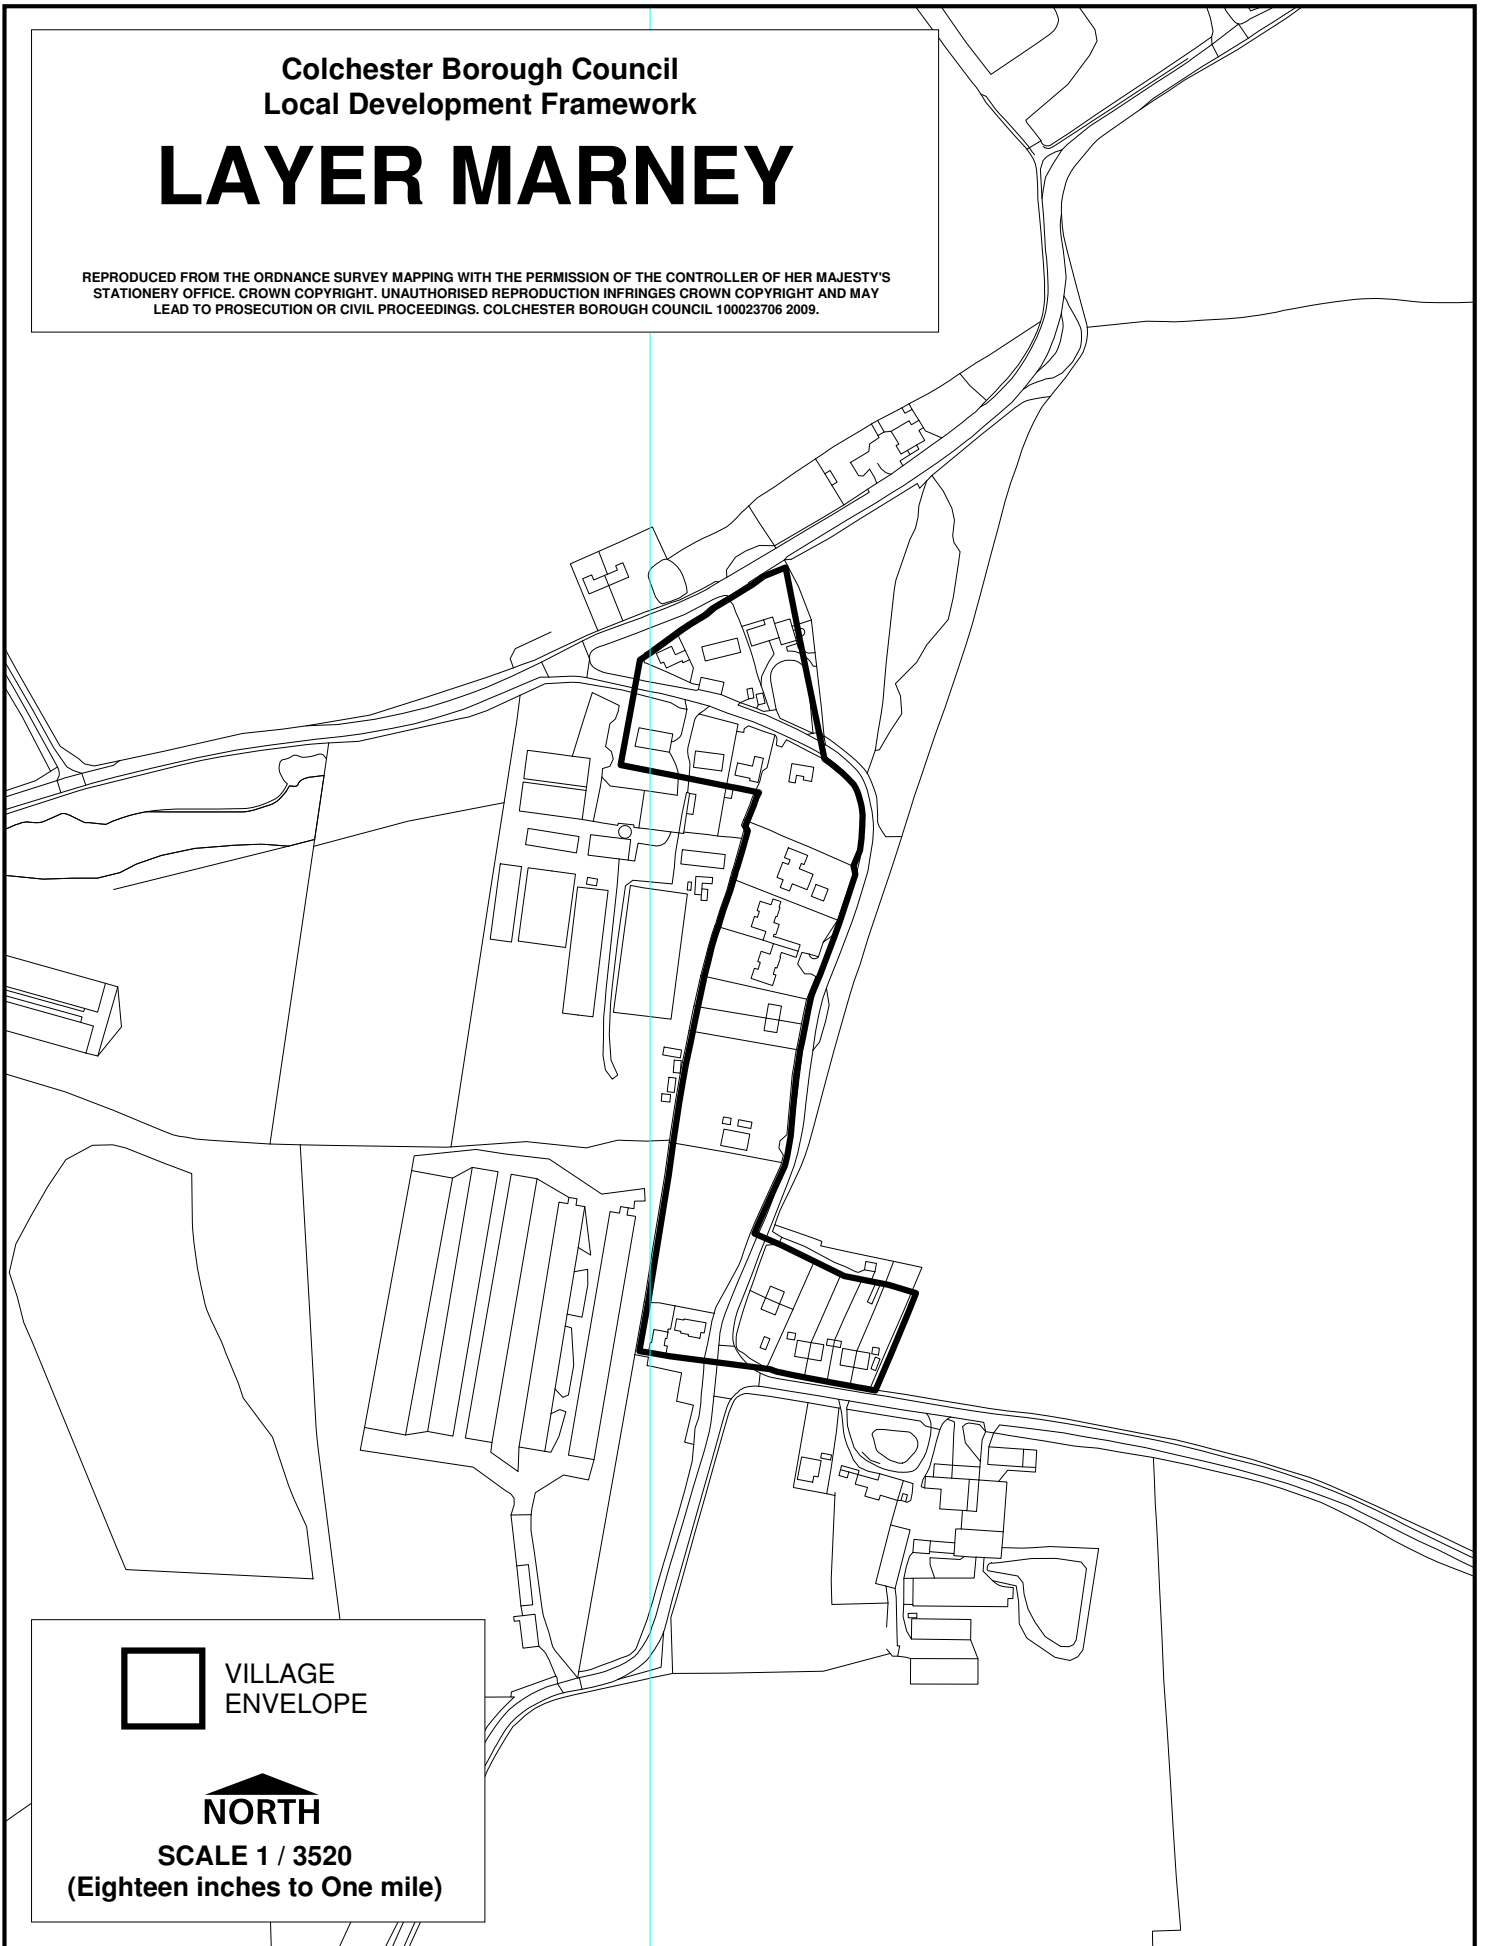 Colchester Borough Council
Local Development Framework
LAYER MARNEY
REPRODUCED FROM THE ORDNANCE SURVEY MAPPING WITH THE PERMISSION OF THE CONTROLLER OF HER MAJESTY'S
STATIONERY OFFICE. CROWN COPYRIGHT. UNAUTHORISED REPRODUCTION INFRINGES CROWN COPYRIGHT AND MAY
LEAD TO PROSECUTION OR CIVIL PROCEEDINGS. COLCHESTER BOROUGH COUNCIL 100023706 2009.
VILLAGE
ENVELOPE
NORTH
SCALE 1 / 3520
(Eighteen inches to One mile)